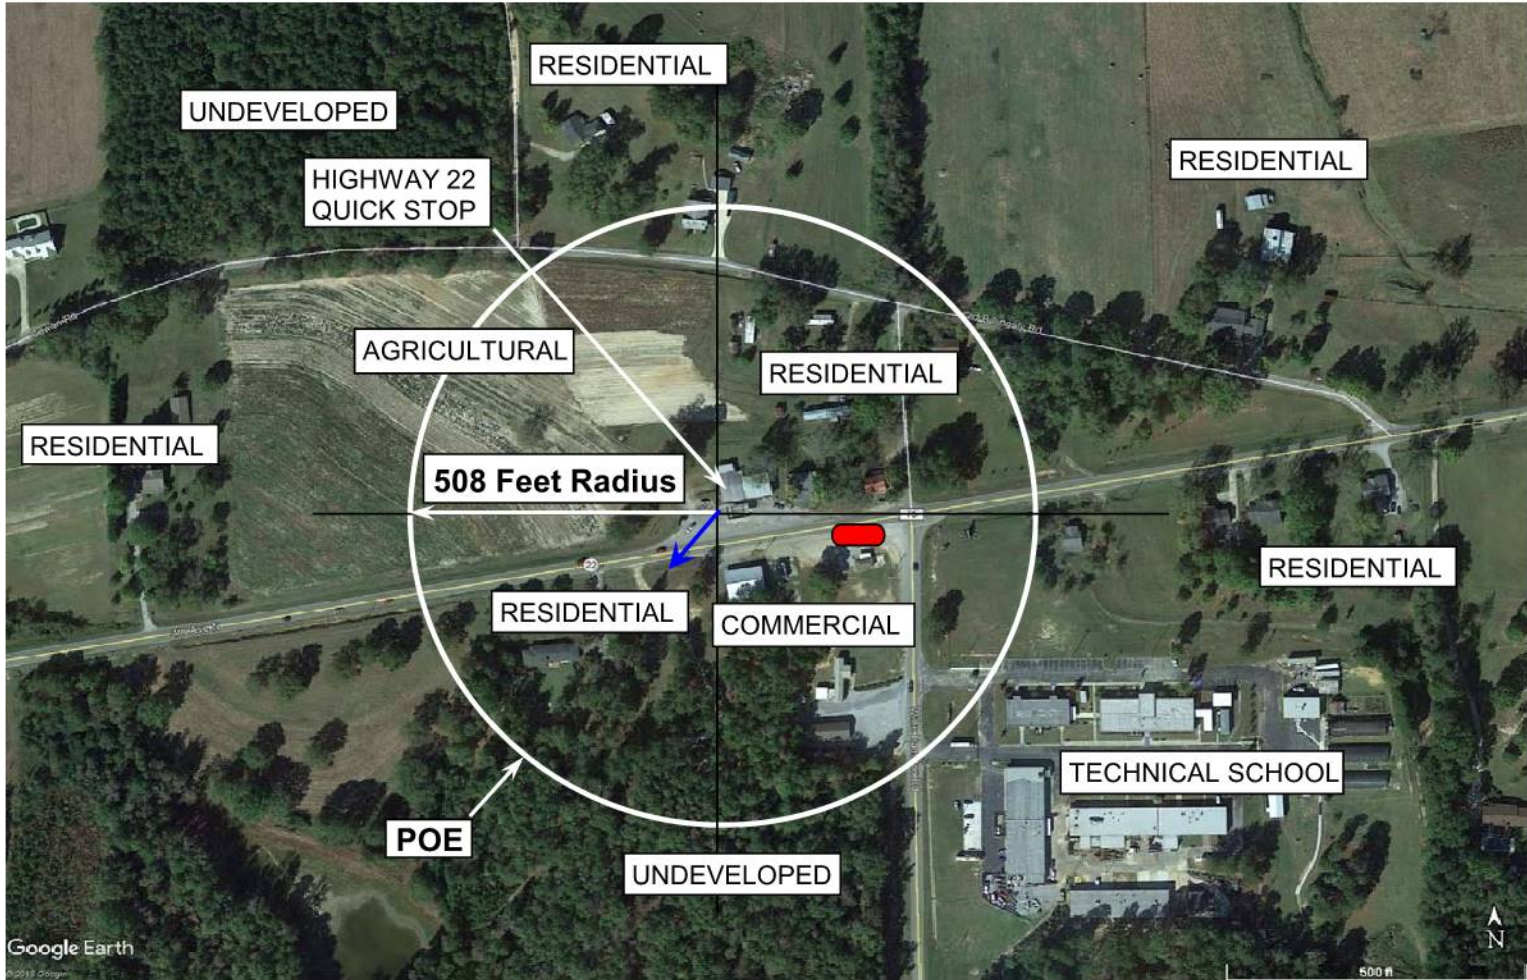 RESIDENTIAL
UNDEVELOPED
RESIDENTIAL
HIGHWAY 22
QUICK STOP
AGRICULTURAL
RESIDENTIAL
RESIDENTIAL
508 Feet Radius
22
RESIDENTIAL
RESIDENTIAL
COMMERCIAL
TECHNICAL SCHOOL
POE
UNDEVELOPED
Google Earth
N
500 ft